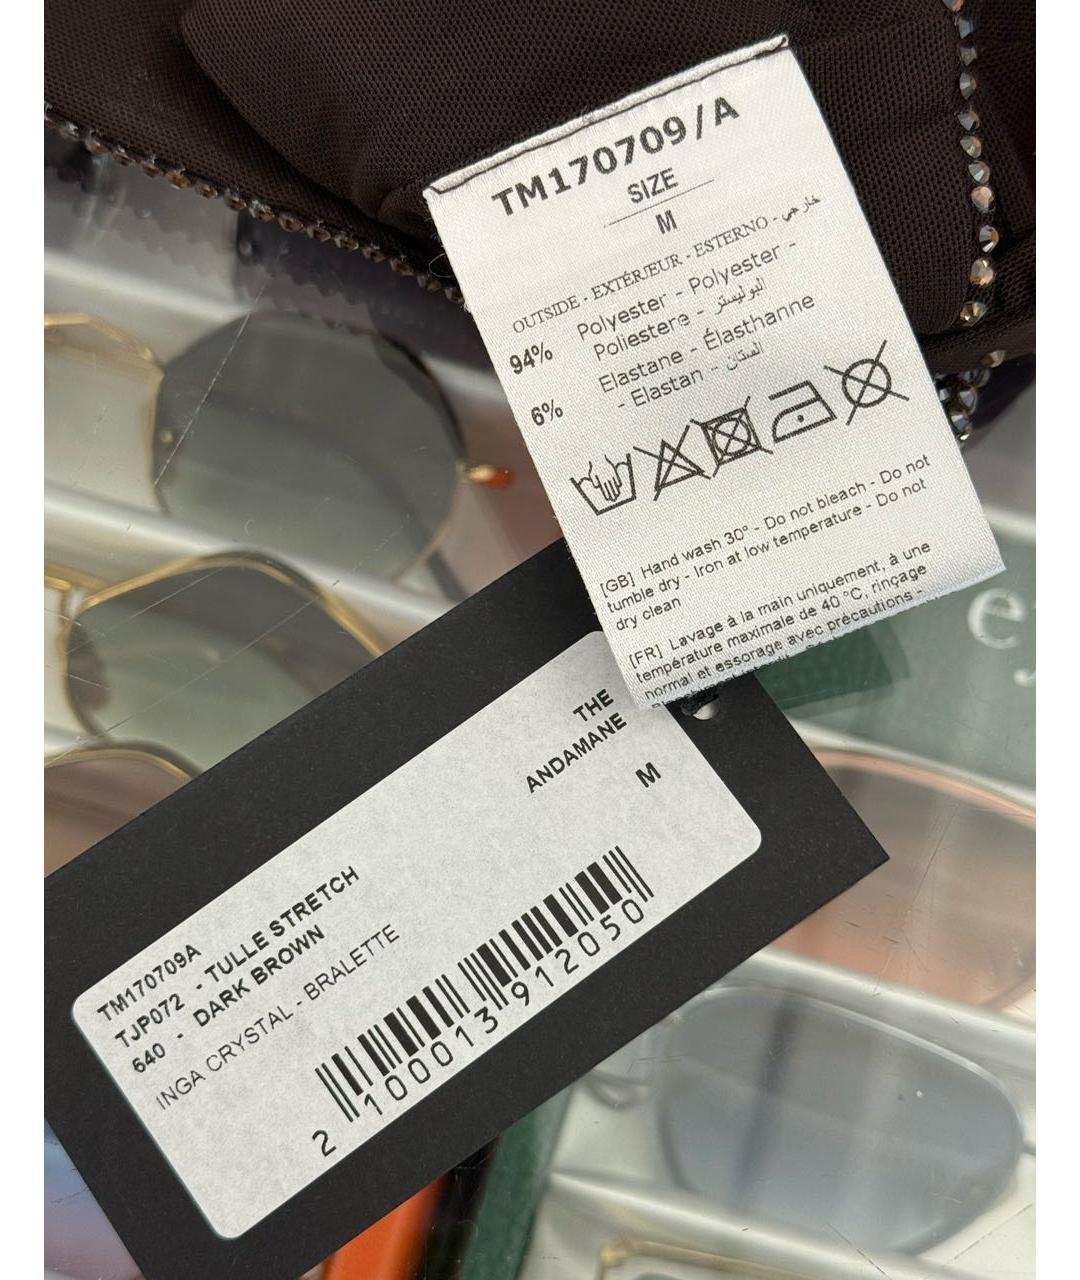 TM170709/A
SIZE
M
OUTSIDE - EXTÉRIEUR - ESTERNO - خارجي
94% Polyester - Polyester -
Poliestere - البوليستر
6% Elastane - Élasthanne
- Elastan - الستان
[GB] Hand wash 30° - Do not bleach - Do not
tumble dry - Iron at low temperature - Do not
dry clean
[FR] Lavage à la main uniquement, à une
température maximale de 40 °C, rinçage
normal et essorage avec précautions -
THE
ANDAMANE
M
TM170709A
TJP072 - TULLE STRETCH
640 - DARK BROWN
INGA CRYSTAL - BRALETTE
2 100013 912050